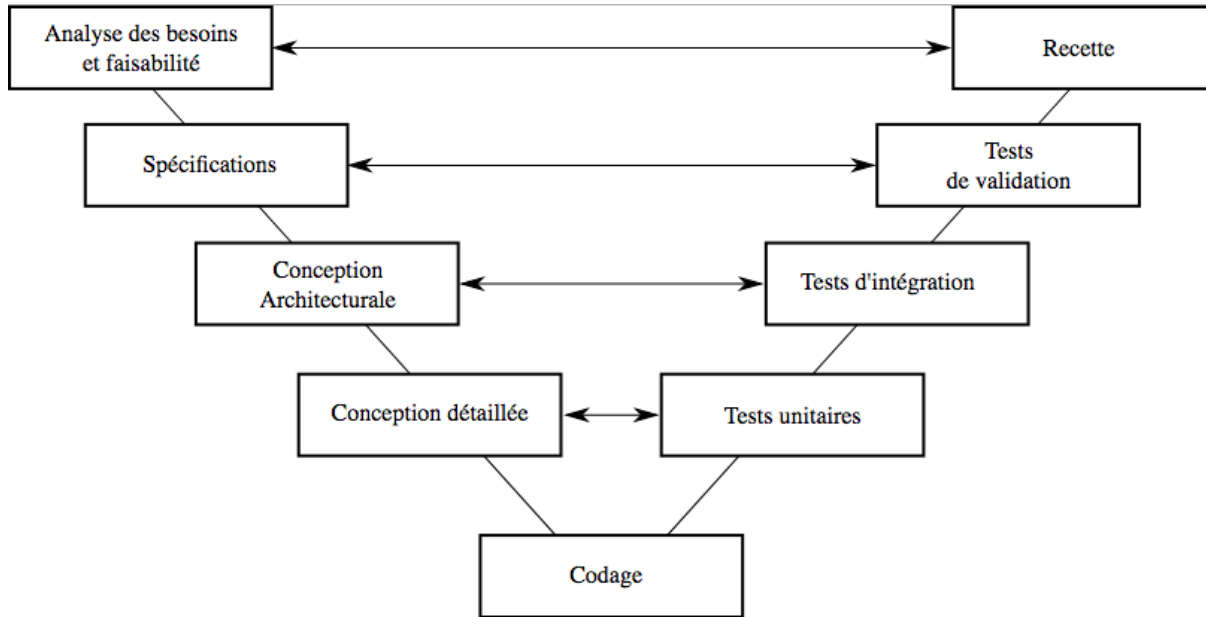 Analyse des besoins
et faisabilité
Recette
Spécifications
Tests
de validation
Conception
Architecturale
Tests d'intégration
Conception détaillée
Tests unitaires
Codage